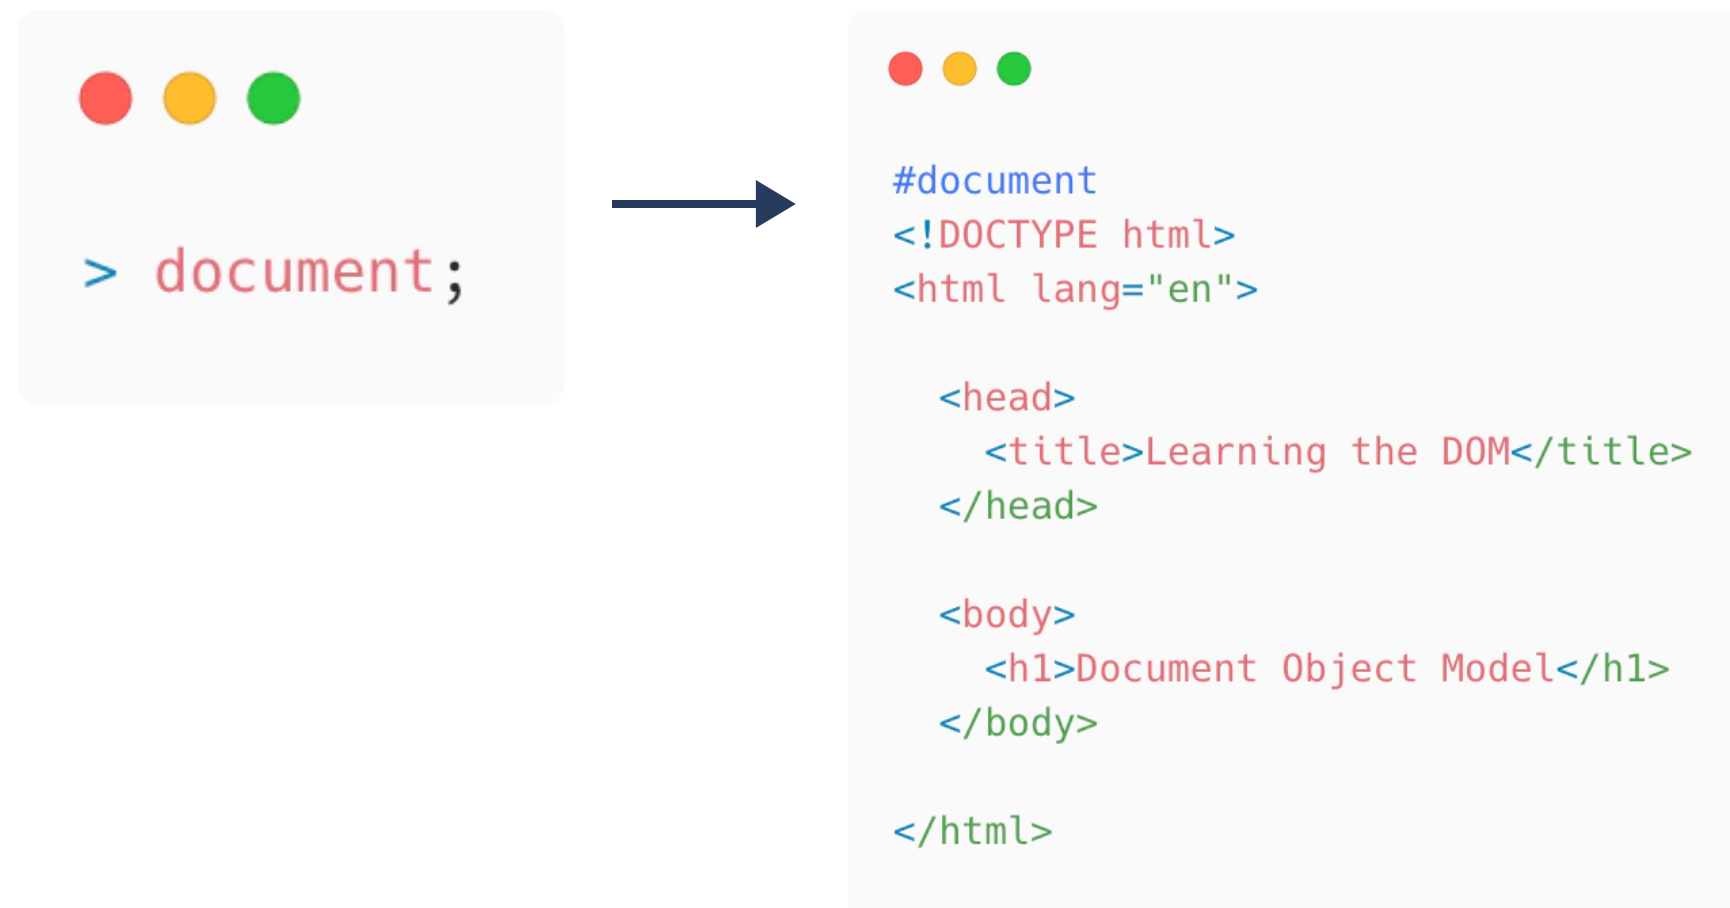 > document;
#document
<!DOCTYPE html>
<html lang="en">
<head>
<title>Learning the DOM</title>
</head>
<body>
<h1>Document Object Model</h1>
</body>
</html>